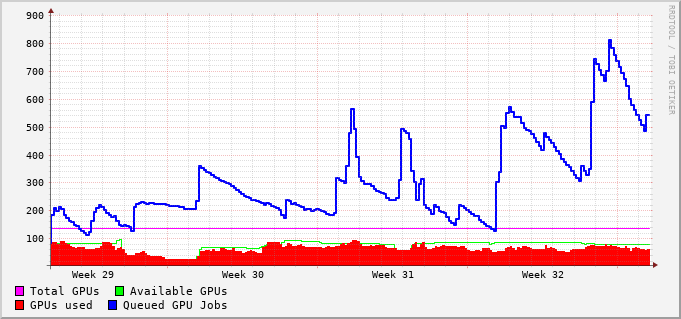 900
800
700
600
500
400
300
200
100
Week 29 Week 30 Week 31 Week 32
Total GPUs Available GPUs
GPUs used Queued GPU Jobs
RRDTOOL / TOBI OETIKER